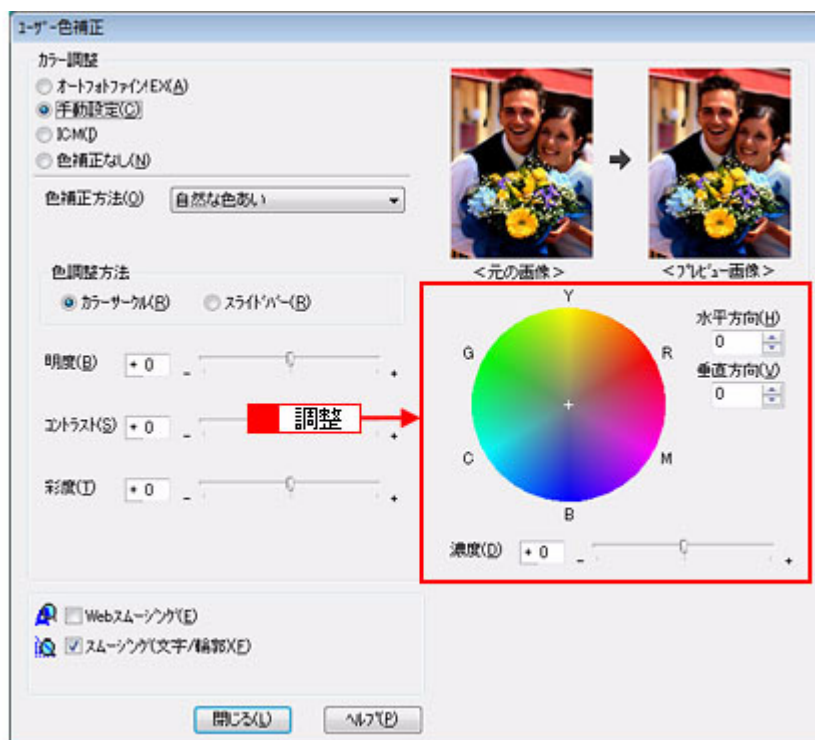 ﾕｰｻﾞｰ色補正
ｶﾗｰ調整
ｵｰﾄﾌｫﾄﾌｧｲﾝ!EX(A)
手動設定(C)
ICM(I)
色補正なし(N)
色補正方法(O) 自然な色あい
<元の画像>
<ﾌﾟﾚﾋﾞｭｰ画像>
色調整方法
ｶﾗｰｻｰｸﾙ(R) ｽﾗｲﾄﾞﾊﾞｰ(R)
明度(B) +0 - +
ｺﾝﾄﾗｽﾄ(S) +0 - +
彩度(T) +0 - +
調整
Y
G
R
C
M
B
水平方向(H)
0
垂直方向(V)
0
濃度(D) +0 - +
Webｽﾑｰｼﾞﾝｸﾞ(E)
ｽﾑｰｼﾞﾝｸﾞ(文字/輪郭)(F)
閉じる(L) ﾍﾙﾌﾟ(P)